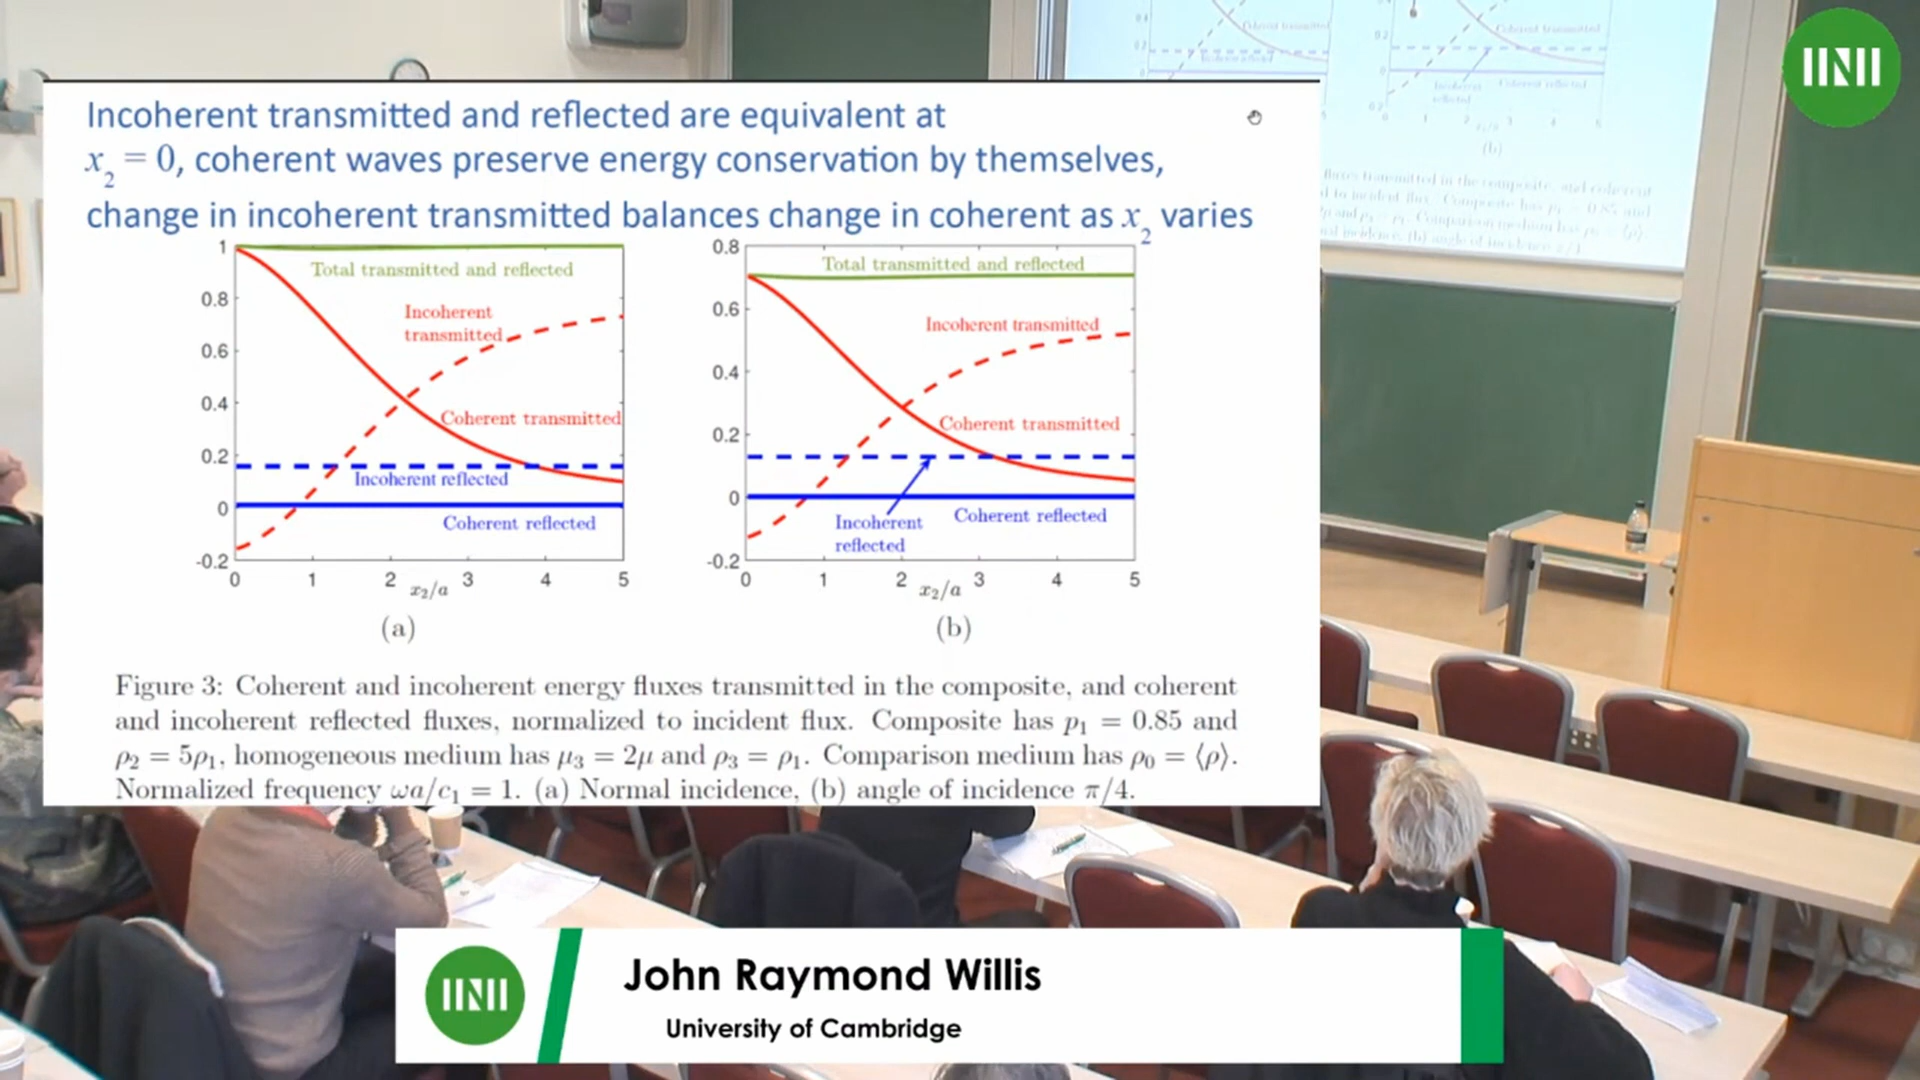 Incoherent transmitted and reflected are equivalent at
x₂ = 0, coherent waves preserve energy conservation by themselves,
change in incoherent transmitted balances change in coherent as x₂ varies
1
0.8
0.6
0.4
0.2
0
-0.2
Total transmitted and reflected
Incoherent
transmitted
Coherent transmitted
Incoherent reflected
Coherent reflected
0 1 2 3 4 5
x₂/a
(a)
0.8
0.6
0.4
0.2
0
-0.2
Total transmitted and reflected
Incoherent transmitted
Coherent transmitted
Incoherent
reflected
Coherent reflected
0 1 2 3 4 5
x₂/a
(b)
Figure 3: Coherent and incoherent energy fluxes transmitted in the composite, and coherent
and incoherent reflected fluxes, normalized to incident flux. Composite has p₁ = 0.85 and
ρ₂ = 5ρ₁, homogeneous medium has μ₃ = 2μ and ρ₃ = ρ₁. Comparison medium has ρ₀ = ⟨ρ⟩.
Normalized frequency ωa/c₁ = 1. (a) Normal incidence, (b) angle of incidence π/4.
John Raymond Willis
University of Cambridge